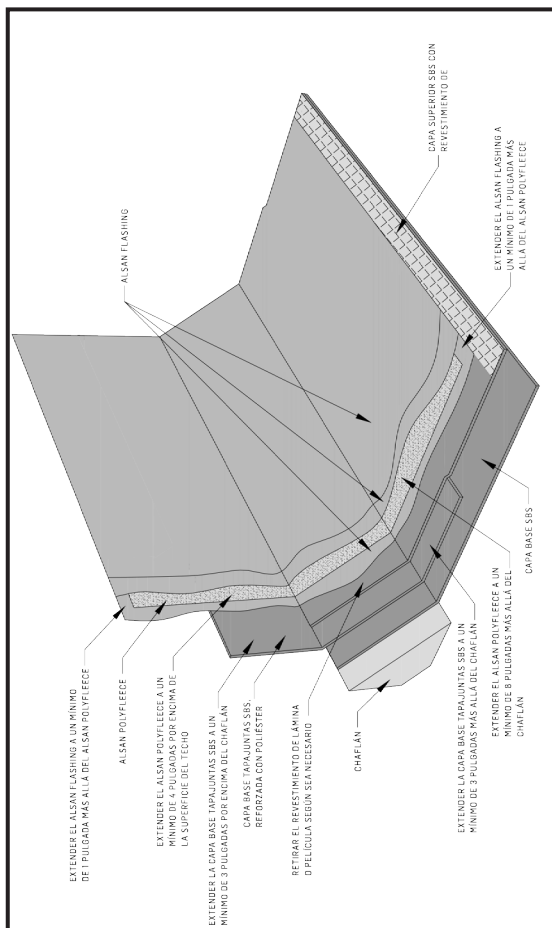 EXTENDER EL ALSAN FLASHING A UN MÍNIMO
DE 1 PULGADA MÁS ALLÁ DEL ALSAN POLYFLEECE
ALSAN POLYFLEECE
EXTENDER EL ALSAN POLYFLEECE A UN
MÍNIMO DE 4 PULGADAS POR ENCIMA DE
LA SUPERFICIE DEL TECHO
EXTENDER LA CAPA BASE TAPAJUNTAS SBS A UN
MÍNIMO DE 3 PULGADAS POR ENCIMA DEL CHAFLÁN
CAPA BASE TAPAJUNTAS SBS,
REFORZADA CON POLIÉSTER
RETIRAR EL REVESTIMIENTO DE LÁMINA
O PELÍCULA SEGÚN SEA NECESARIO
CHAFLÁN
EXTENDER LA CAPA BASE TAPAJUNTAS SBS A UN
MÍNIMO DE 3 PULGADAS MÁS ALLÁ DEL CHAFLÁN
EXTENDER EL ALSAN POLYFLEECE A UN
MÍNIMO DE 8 PULGADAS MÁS ALLÁ DEL
CHAFLÁN
CAPA BASE SBS
ALSAN FLASHING
CAPA SUPERIOR SBS CON
REVESTIMIENTO DE
EXTENDER EL ALSAN FLASHING A
UN MÍNIMO DE 1 PULGADA MÁS
ALLÁ DEL ALSAN POLYFLEECE